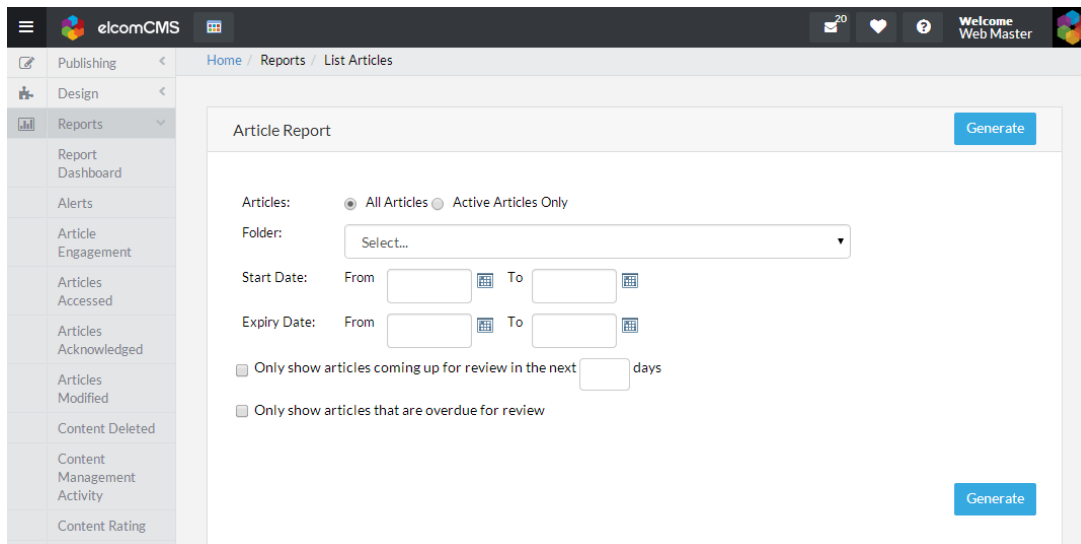 elcomCMS
20
Welcome
Web Master
Publishing
Design
Reports
Report
Dashboard
Alerts
Article
Engagement
Articles
Accessed
Articles
Acknowledged
Articles
Modified
Content Deleted
Content
Management
Activity
Content Rating
Home / Reports / List Articles
Article Report
Generate
Articles: All Articles Active Articles Only
Folder: Select...
Start Date: From To
Expiry Date: From To
Only show articles coming up for review in the next days
Only show articles that are overdue for review
Generate